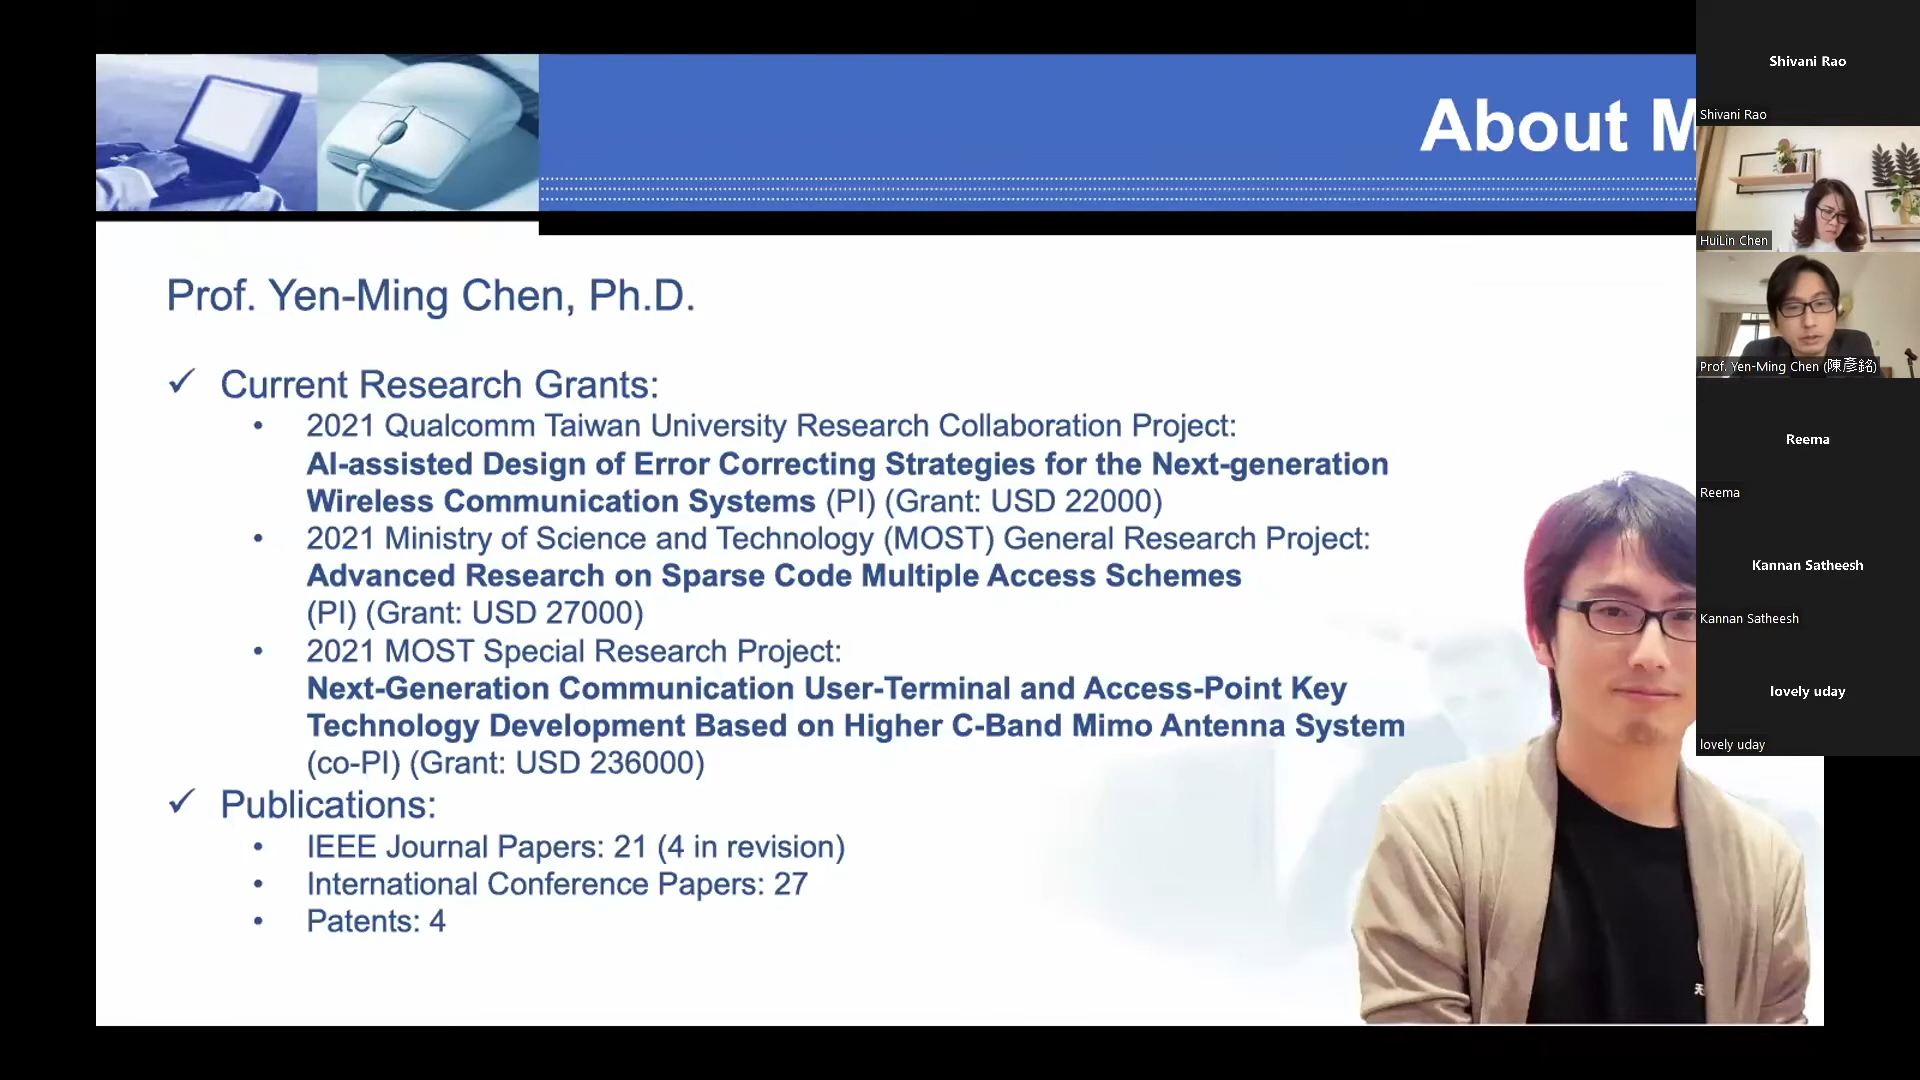 About M
Prof. Yen-Ming Chen, Ph.D.
✓ Current Research Grants:
• 2021 Qualcomm Taiwan University Research Collaboration Project:
AI-assisted Design of Error Correcting Strategies for the Next-generation
Wireless Communication Systems (PI) (Grant: USD 22000)
• 2021 Ministry of Science and Technology (MOST) General Research Project:
Advanced Research on Sparse Code Multiple Access Schemes
(PI) (Grant: USD 27000)
• 2021 MOST Special Research Project:
Next-Generation Communication User-Terminal and Access-Point Key
Technology Development Based on Higher C-Band Mimo Antenna System
(co-PI) (Grant: USD 236000)
✓ Publications:
• IEEE Journal Papers: 21 (4 in revision)
• International Conference Papers: 27
• Patents: 4
Shivani Rao
Shivani Rao
HuiLin Chen
Prof. Yen-Ming Chen (陳彥銘)
Reema
Reema
Kannan Satheesh
Kannan Satheesh
lovely uday
lovely uday